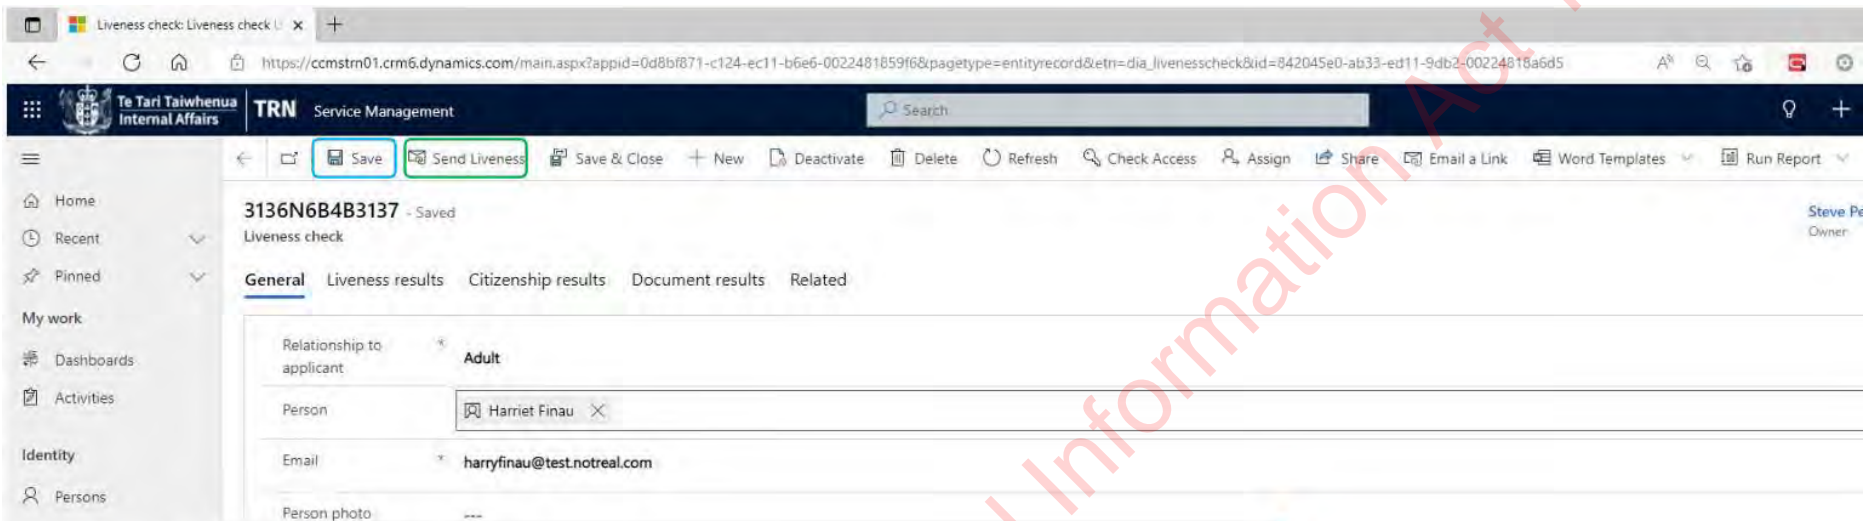 Liveness check: Liveness check
https://ccmstrn01.crm6.dynamics.com/main.aspx?appid=0d8bf871-c124-ec11-b6e6-0022481859f6&pagetype=entityrecord&etn=dia_livenesscheck&id=842045e0-ab33-ed11-9db2-00224818a6d5
Te Tari Taiwhenua
Internal Affairs
TRN Service Management
Search
Save Send Liveness Save & Close New Deactivate Delete Refresh Check Access Assign Share Email a Link Word Templates Run Report
Home
Recent
Pinned
My work
Dashboards
Activities
Identity
Persons
3136N6B4B3137 - Saved
Liveness check
Steve Pe
Owner
General Liveness results Citizenship results Document results Related
Relationship to
applicant
* Adult
Person Harriet Finau
Email * harryfinau@test.notreal.com
Person photo ---
Information Act